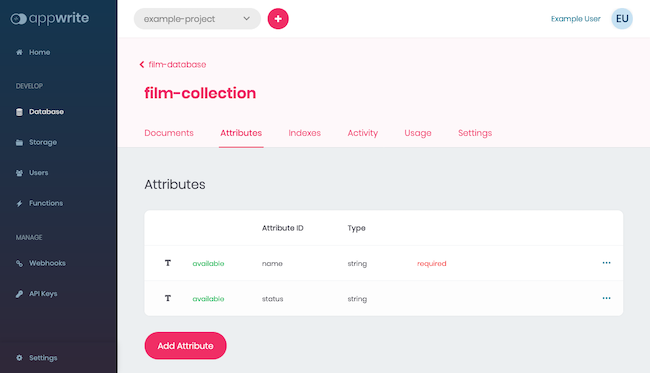 appwrite
example-project
+
Example User
EU
Home
DEVELOP
Database
Storage
Users
Functions
MANAGE
Webhooks
API Keys
Settings
film-database
film-collection
Documents Attributes Indexes Activity Usage Settings
Attributes
Attribute ID Type
T available name string required ...
T available status string ...
Add Attribute